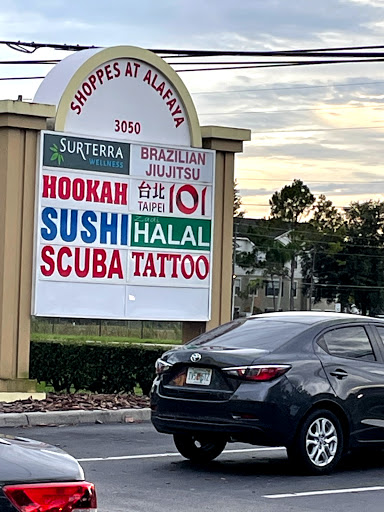 SHOPPES AT ALAFAYA
3050
SURTERRA
WELLNESS
BRAZILIAN
JIUJITSU
HOOKAH
台北
TAIPEI
101
SUSHI
HALAL
SCUBA
TATTOO